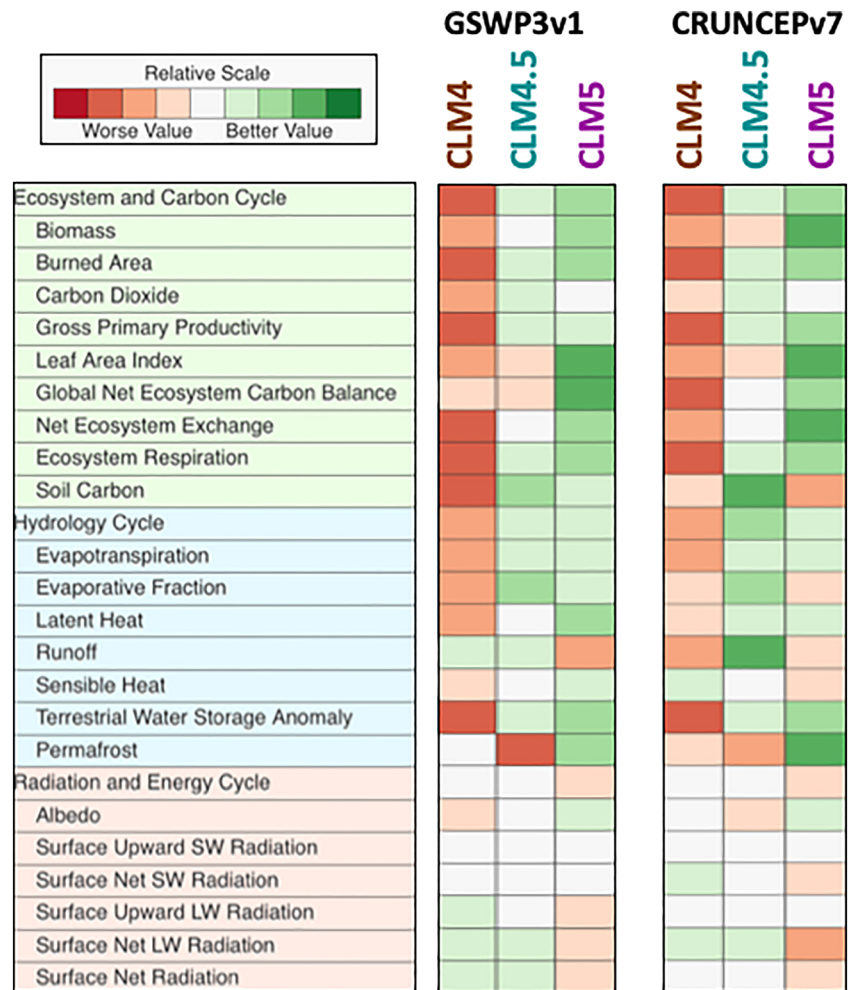 GSWP3v1 CRUNCEPv7
CLM4 CLM4.5 CLM5 CLM4 CLM4.5 CLM5
Relative Scale
Worse Value Better Value
Ecosystem and Carbon Cycle
Biomass
Burned Area
Carbon Dioxide
Gross Primary Productivity
Leaf Area Index
Global Net Ecosystem Carbon Balance
Net Ecosystem Exchange
Ecosystem Respiration
Soil Carbon
Hydrology Cycle
Evapotranspiration
Evaporative Fraction
Latent Heat
Runoff
Sensible Heat
Terrestrial Water Storage Anomaly
Permafrost
Radiation and Energy Cycle
Albedo
Surface Upward SW Radiation
Surface Net SW Radiation
Surface Upward LW Radiation
Surface Net LW Radiation
Surface Net Radiation